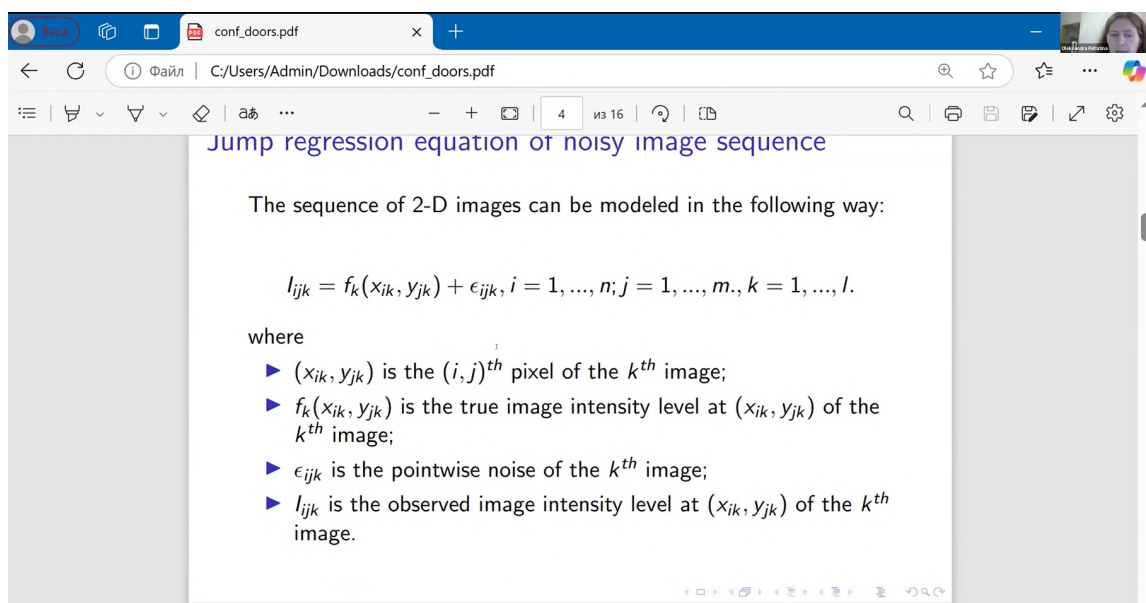 Вход
conf_doors.pdf
Oleksandra Putiatina
Файл C:/Users/Admin/Downloads/conf_doors.pdf
аあ 4 из 16
Jump regression equation of noisy image sequence
The sequence of 2-D images can be modeled in the following way:
I_{ijk} = f_k(x_{ik}, y_{jk}) + ϵ_{ijk}, i = 1, ..., n; j = 1, ..., m., k = 1, ..., l.
where
▶ (x_{ik}, y_{jk}) is the (i, j)^{th} pixel of the k^{th} image;
▶ f_k(x_{ik}, y_{jk}) is the true image intensity level at (x_{ik}, y_{jk}) of the
k^{th} image;
▶ ϵ_{ijk} is the pointwise noise of the k^{th} image;
▶ I_{ijk} is the observed image intensity level at (x_{ik}, y_{jk}) of the k^{th}
image.